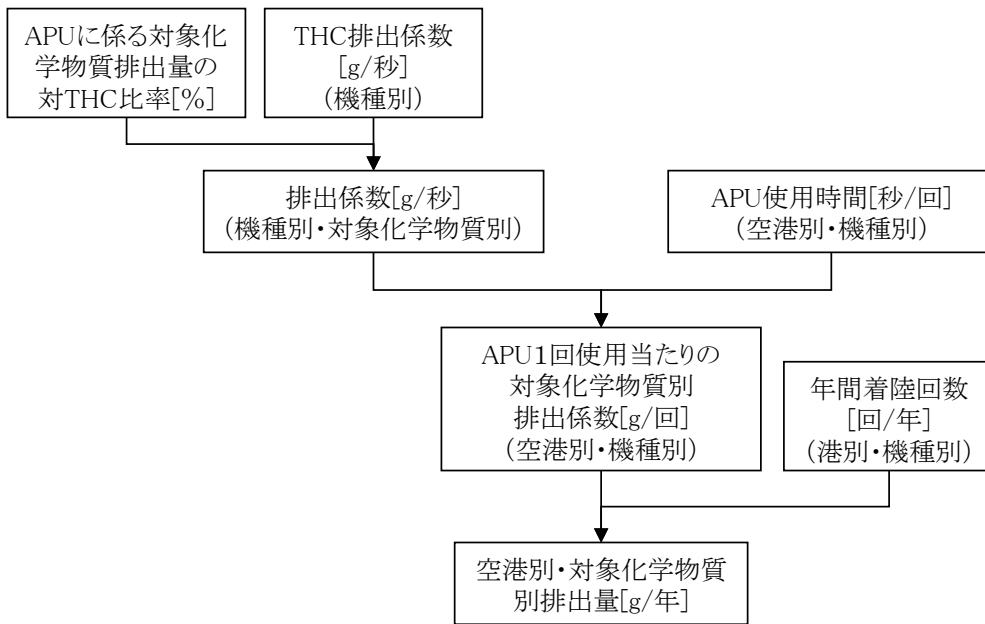 APUに係る対象化
学物質排出量の
対THC比率[％]
THC排出係数
[g/秒]
(機種別)
排出係数[g/秒]
(機種別・対象化学物質別)
APU使用時間[秒/回]
(空港別・機種別)
APU１回使用当たりの
対象化学物質別
排出係数[g/回]
(空港別・機種別)
年間着陸回数
[回/年]
(港別・機種別)
空港別・対象化学物質
別排出量[g/年]